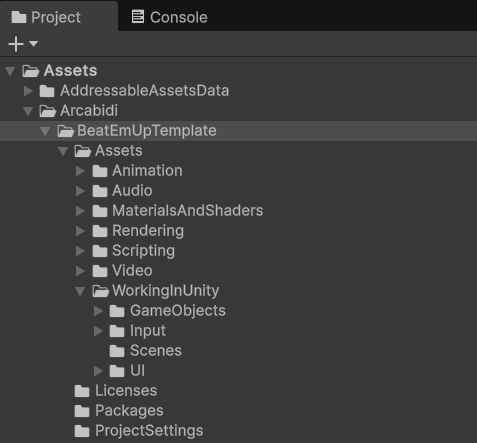 Project Console
Assets
AddressableAssetsData
Arcabidi
BeatEmUpTemplate
Assets
Animation
Audio
MaterialsAndShaders
Rendering
Scripting
Video
WorkingInUnity
GameObjects
Input
Scenes
UI
Licenses
Packages
ProjectSettings